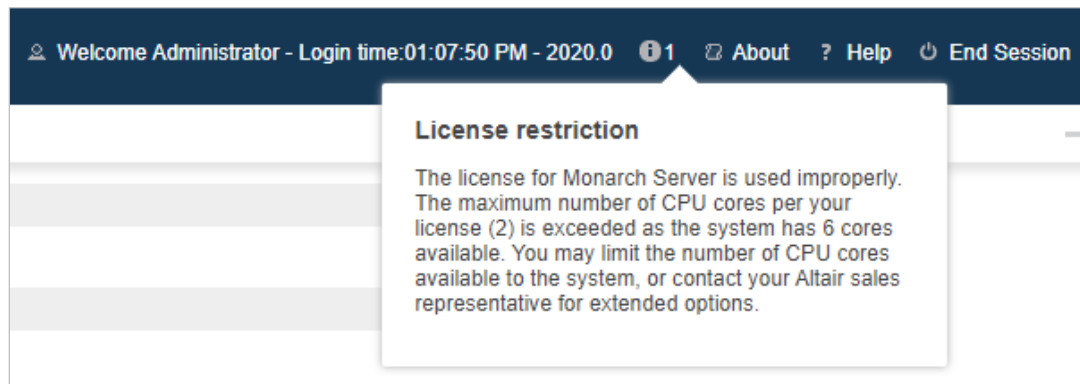 Welcome Administrator - Login time:01:07:50 PM - 2020.0 1 About ? Help End Session
License restriction
The license for Monarch Server is used improperly.
The maximum number of CPU cores per your
license (2) is exceeded as the system has 6 cores
available. You may limit the number of CPU cores
available to the system, or contact your Altair sales
representative for extended options.